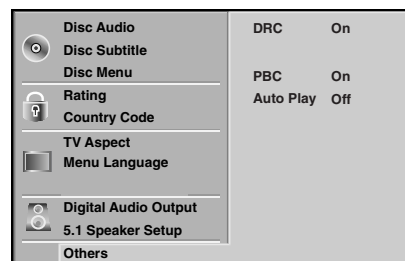 Disc Audio
Disc Subtitle
Disc Menu
Rating
Country Code
TV Aspect
Menu Language
Digital Audio Output
5.1 Speaker Setup
Others
DRC On
PBC On
Auto Play Off